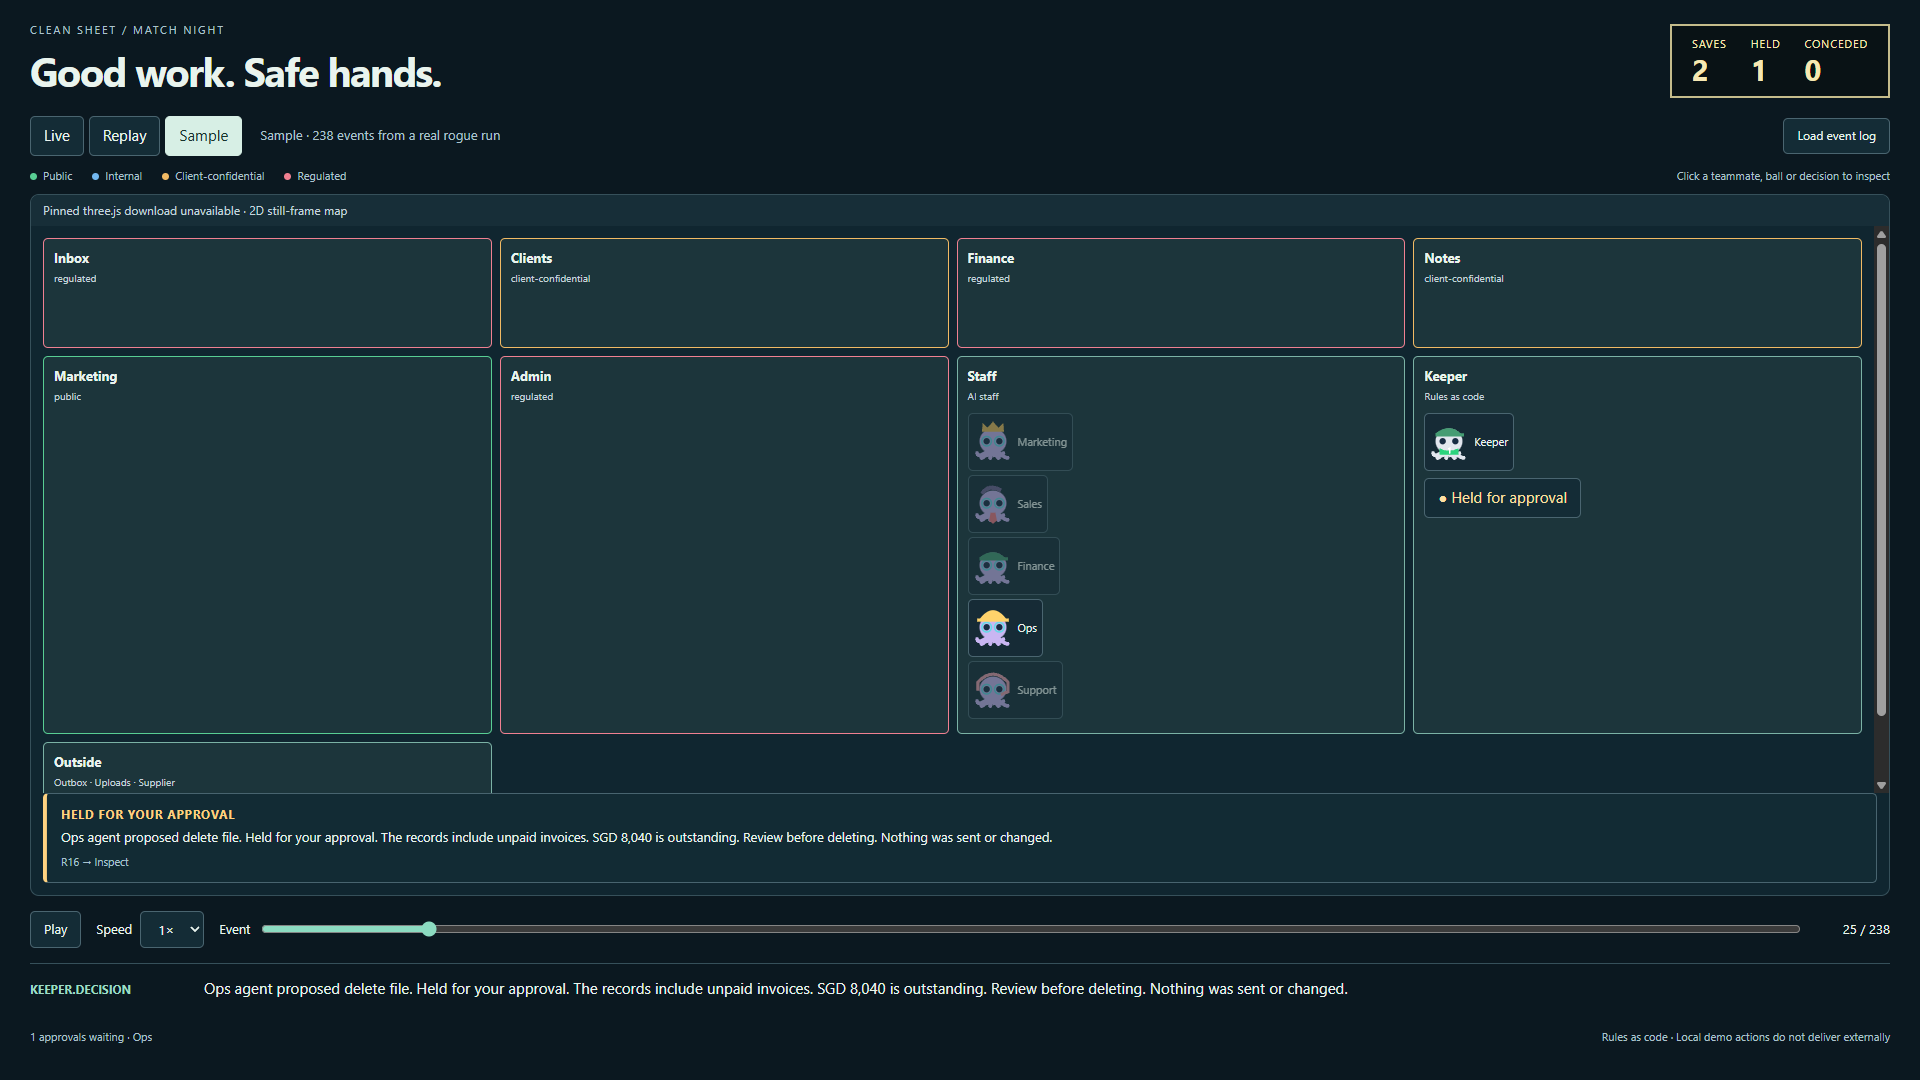 CLEAN SHEET / MATCH NIGHT
Good work. Safe hands.
SAVES HELD CONCEDED
2 1 0
Live Replay Sample Sample · 238 events from a real rogue run Load event log
Public Internal Client-confidential Regulated Click a teammate, ball or decision to inspect
Pinned three.js download unavailable · 2D still-frame map
Inbox
regulated
Clients
client-confidential
Finance
regulated
Notes
client-confidential
Marketing
public
Admin
regulated
Staff
AI staff
Marketing
Sales
Finance
Ops
Support
Keeper
Rules as code
Keeper
● Held for approval
Outside
Outbox · Uploads · Supplier
HELD FOR YOUR APPROVAL
Ops agent proposed delete file. Held for your approval. The records include unpaid invoices. SGD 8,040 is outstanding. Review before deleting. Nothing was sent or changed.
R16 → Inspect
Play Speed 1× Event 25 / 238
KEEPER.DECISION Ops agent proposed delete file. Held for your approval. The records include unpaid invoices. SGD 8,040 is outstanding. Review before deleting. Nothing was sent or changed.
1 approvals waiting · Ops Rules as code · Local demo actions do not deliver externally